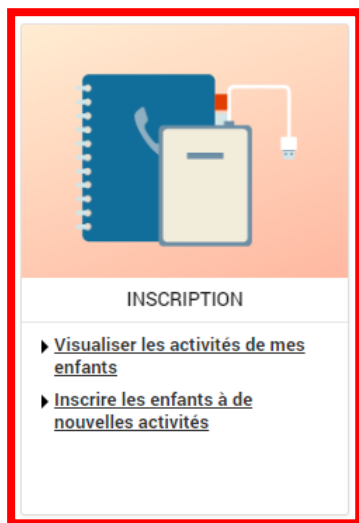 INSCRIPTION
Visualiser les activités de mes
enfants
Inscrire les enfants à de
nouvelles activités